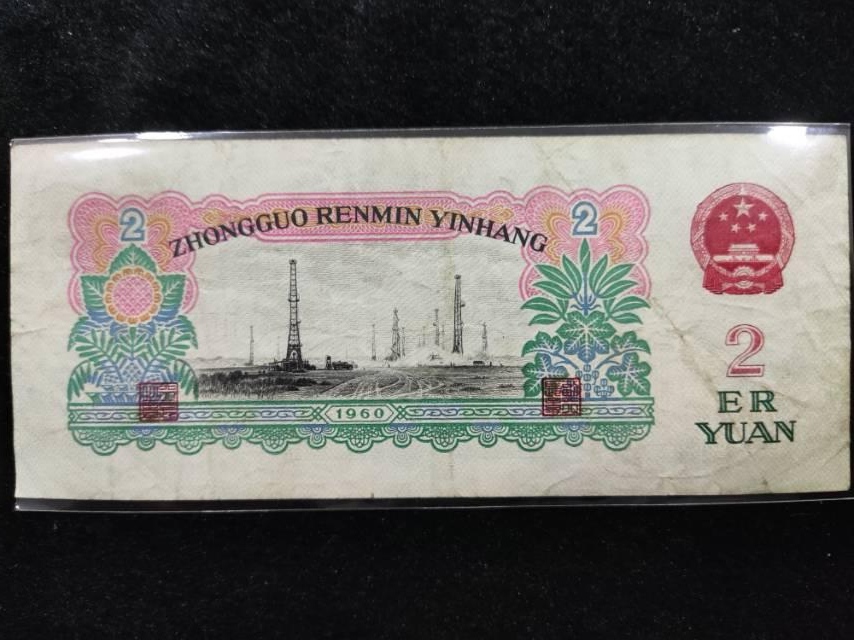 2
ZHONGGUO RENMIN YINHANG
2
1960
2
ER
YUAN